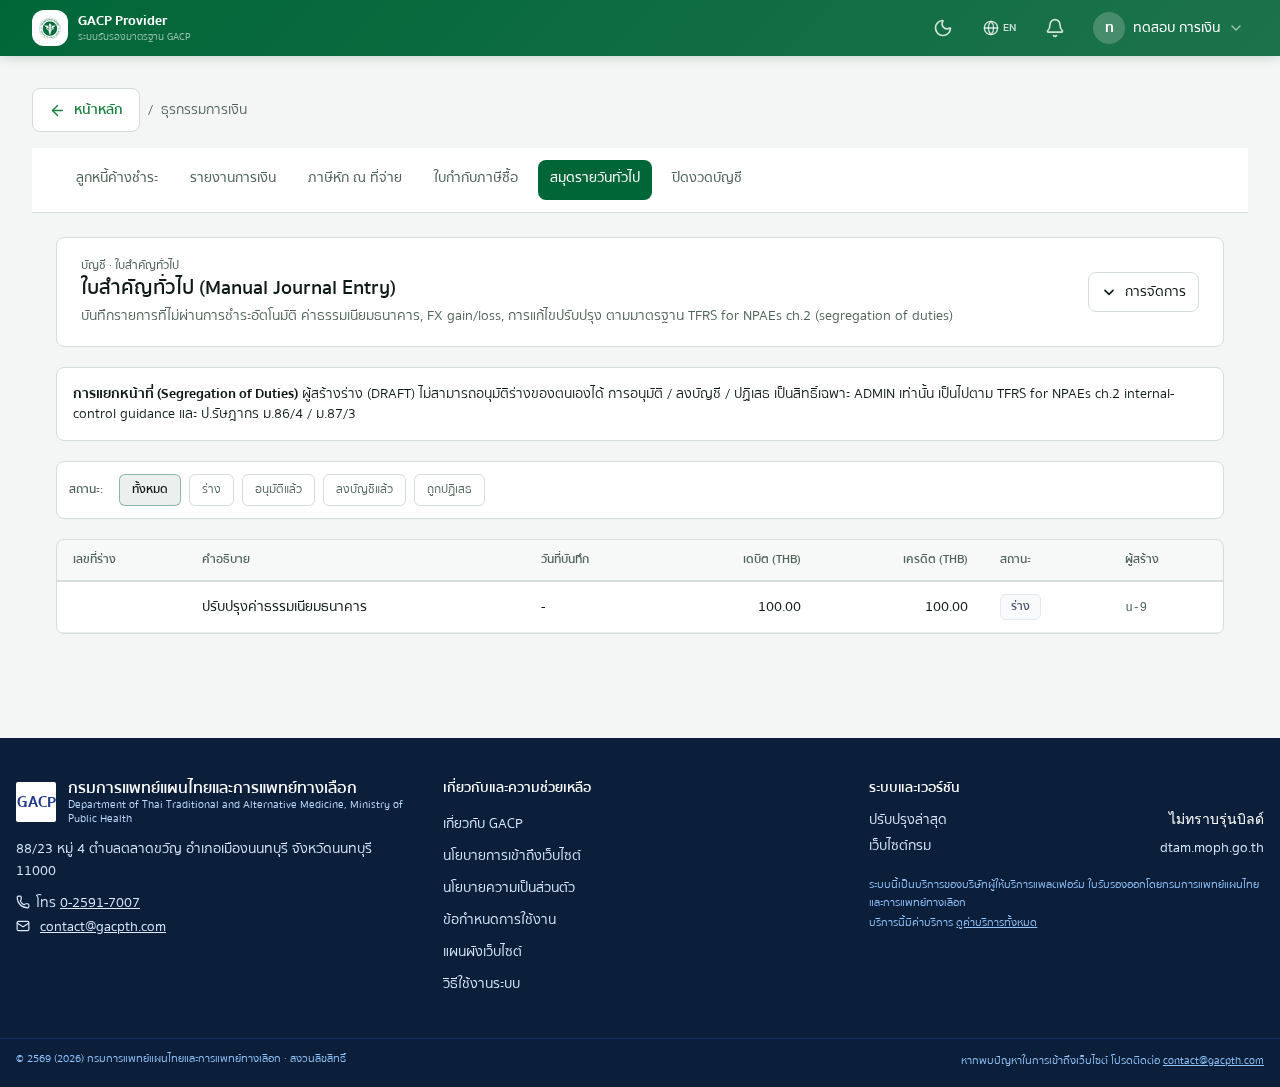 GACP Provider
ระบบรับรองมาตรฐาน GACP
EN
ท
ทดสอบ การเงิน
หน้าหลัก
/ ธุรกรรมการเงิน
ลูกหนี้ค้างชำระ
รายงานการเงิน
ภาษีหัก ณ ที่จ่าย
ใบกำกับภาษีซื้อ
สมุดรายวันทั่วไป
ปิดงวดบัญชี
บัญชี · ใบสำคัญทั่วไป
ใบสำคัญทั่วไป (Manual Journal Entry)
บันทึกรายการที่ไม่ผ่านการชำระอัตโนมัติ ค่าธรรมเนียมธนาคาร, FX gain/loss, การแก้ไขปรับปรุง ตามมาตรฐาน TFRS for NPAEs ch.2 (segregation of duties)
การจัดการ
การแยกหน้าที่ (Segregation of Duties) ผู้สร้างร่าง (DRAFT) ไม่สามารถอนุมัติร่างของตนเองได้ การอนุมัติ / ลงบัญชี / ปฏิเสธ เป็นสิทธิ์เฉพาะ ADMIN เท่านั้น เป็นไปตาม TFRS for NPAEs ch.2 internal-
control guidance และ ป.รัษฎากร ม.86/4 / ม.87/3
สถานะ:
ทั้งหมด
ร่าง
อนุมัติแล้ว
ลงบัญชีแล้ว
ถูกปฏิเสธ
เลขที่ร่าง คำอธิบาย วันที่บันทึก เดบิต (THB) เครดิต (THB) สถานะ ผู้สร้าง
ปรับปรุงค่าธรรมเนียมธนาคาร - 100.00 100.00 ร่าง u-9
GACP
กรมการแพทย์แผนไทยและการแพทย์ทางเลือก
Department of Thai Traditional and Alternative Medicine, Ministry of
Public Health
88/23 หมู่ 4 ตำบลตลาดขวัญ อำเภอเมืองนนทบุรี จังหวัดนนทบุรี
11000
โทร 0-2591-7007
contact@gacpth.com
เกี่ยวกับและความช่วยเหลือ
เกี่ยวกับ GACP
นโยบายการเข้าถึงเว็บไซต์
นโยบายความเป็นส่วนตัว
ข้อกำหนดการใช้งาน
แผนผังเว็บไซต์
วิธีใช้งานระบบ
ระบบและเวอร์ชัน
ปรับปรุงล่าสุด ไม่ทราบรุ่นบิลด์
เว็บไซต์กรม dtam.moph.go.th
ระบบนี้เป็นบริการของบริษัทผู้ให้บริการแพลตฟอร์ม ใบรับรองออกโดยกรมการแพทย์แผนไทย
และการแพทย์ทางเลือก
บริการนี้มีค่าบริการ ดูค่าบริการทั้งหมด
© 2569 (2026) กรมการแพทย์แผนไทยและการแพทย์ทางเลือก · สงวนลิขสิทธิ์
หากพบปัญหาในการเข้าถึงเว็บไซต์ โปรดติดต่อ contact@gacpth.com